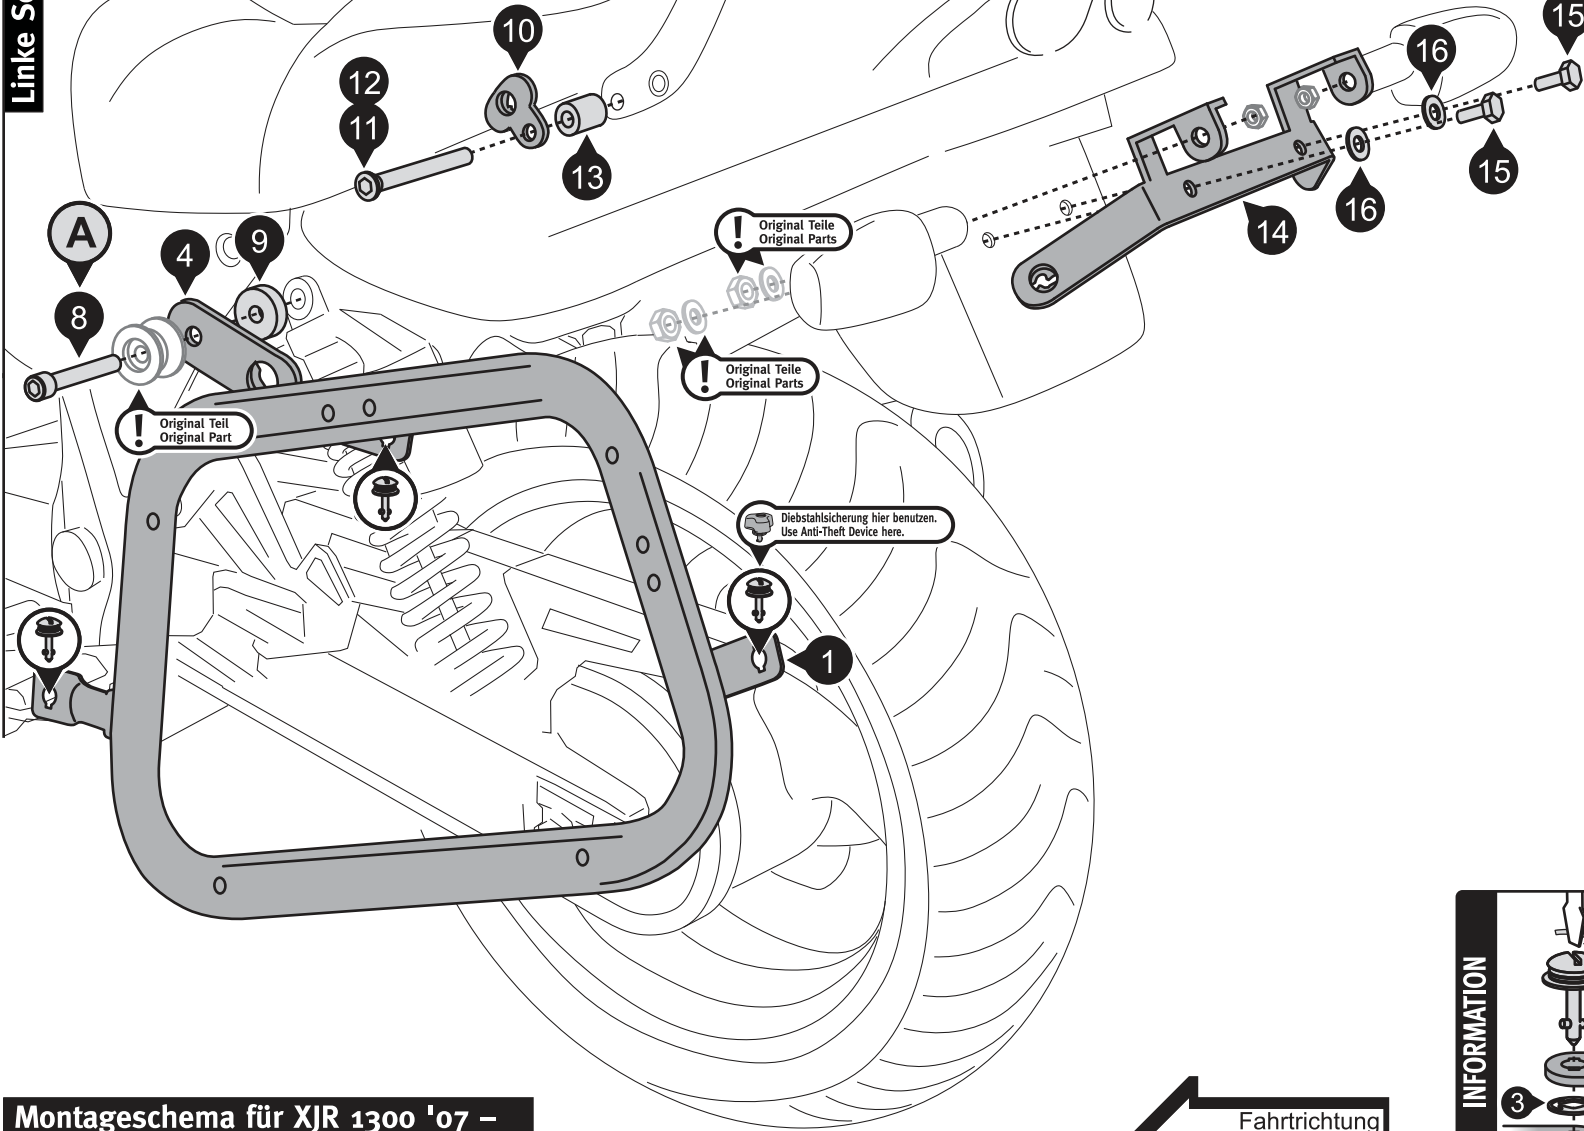 Linke
10
12
11
13
15
16
15
16
14
A
4
9
8
! Original Teile
Original Parts
! Original Teile
Original Parts
! Original Teil
Original Part
Diebstahlsicherung hier benutzen.
Use Anti-Theft Device here.
1
INFORMATION
3
Montageschema für XJR 1300 '07 –
Fahrtrichtung